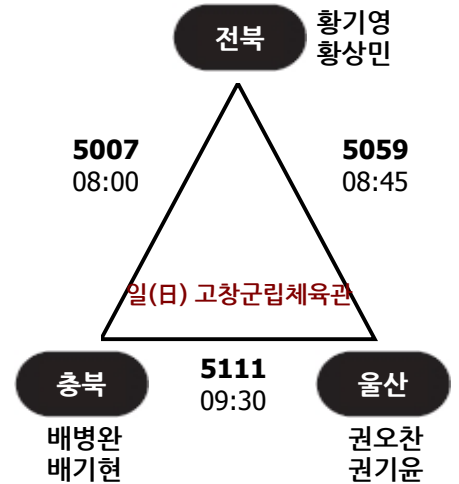 전북
황기영
황상민
5007
08:00
5059
08:45
일(日) 고창군립체육관
충북
5111
09:30
울산
배병완
배기현
권오찬
권기윤